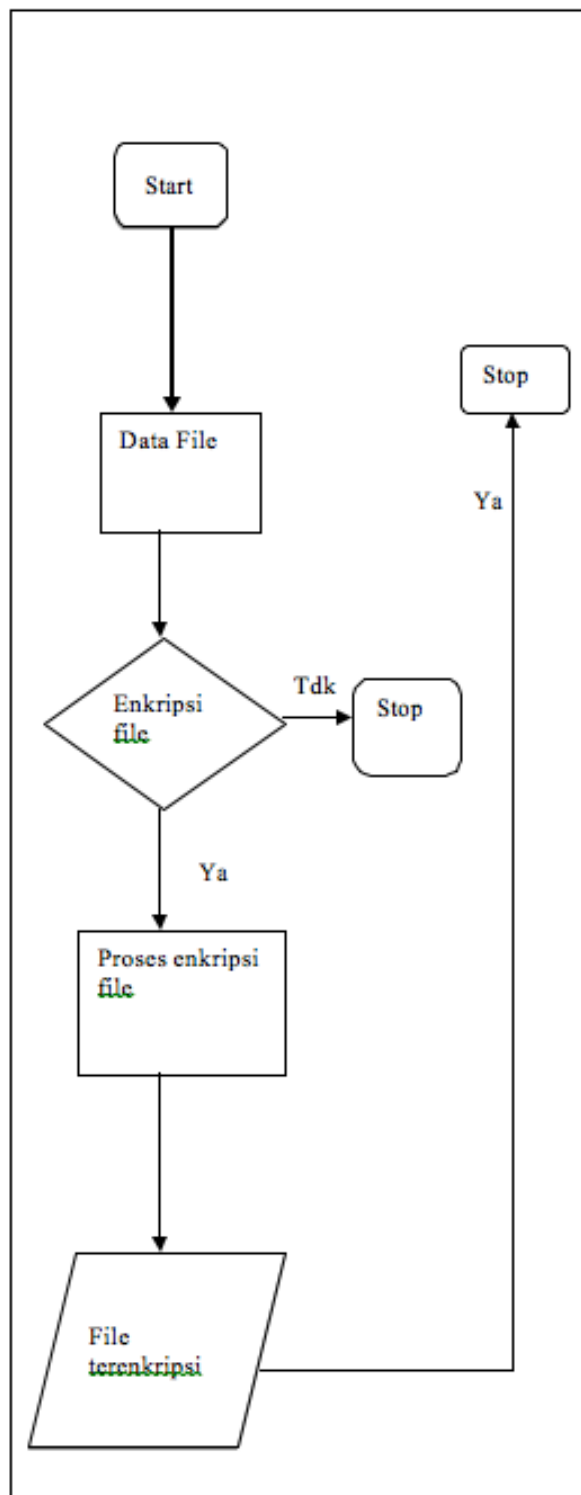 Start
Stop
Data File
Ya
Enkripsi
file
Tdk
Stop
Ya
Proses enkripsi
file
File
terenkripsi